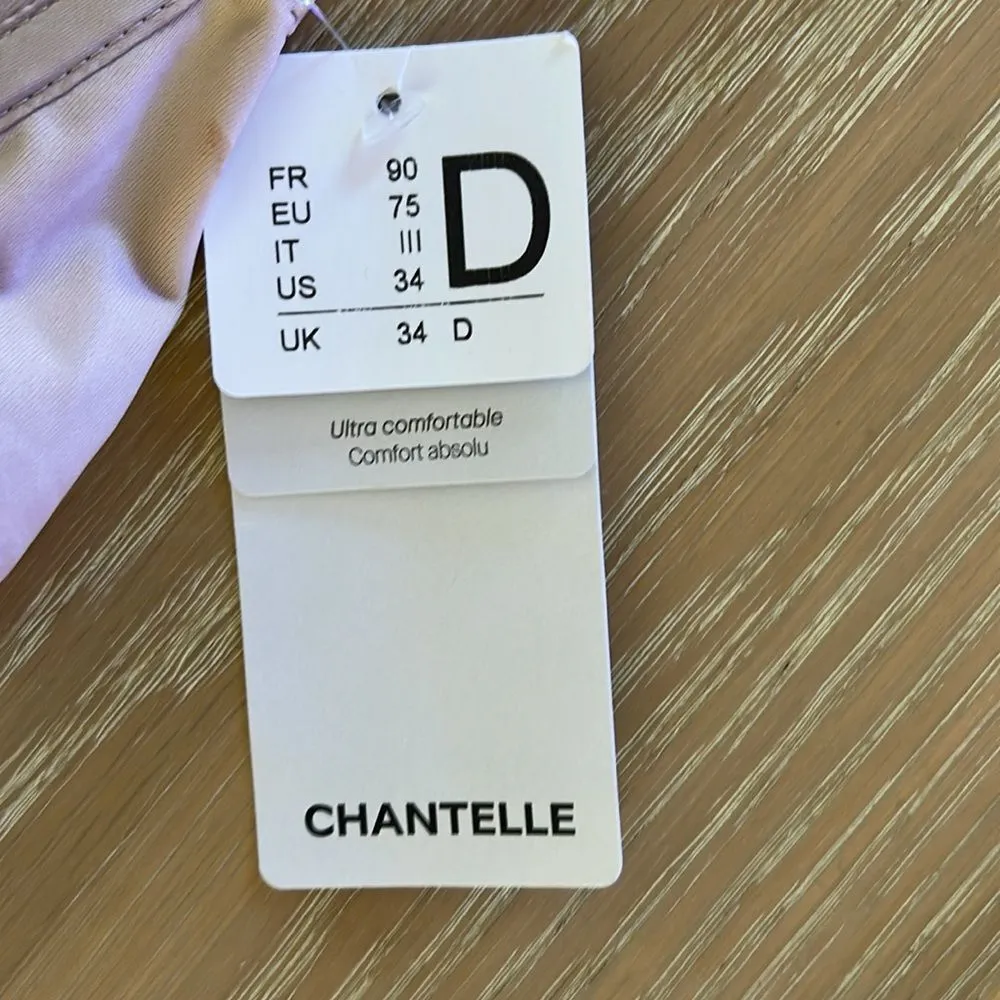 FR 90 D
EU 75
IT III
US 34
UK 34 D
Ultra comfortable
Comfort absolu
CHANTELLE